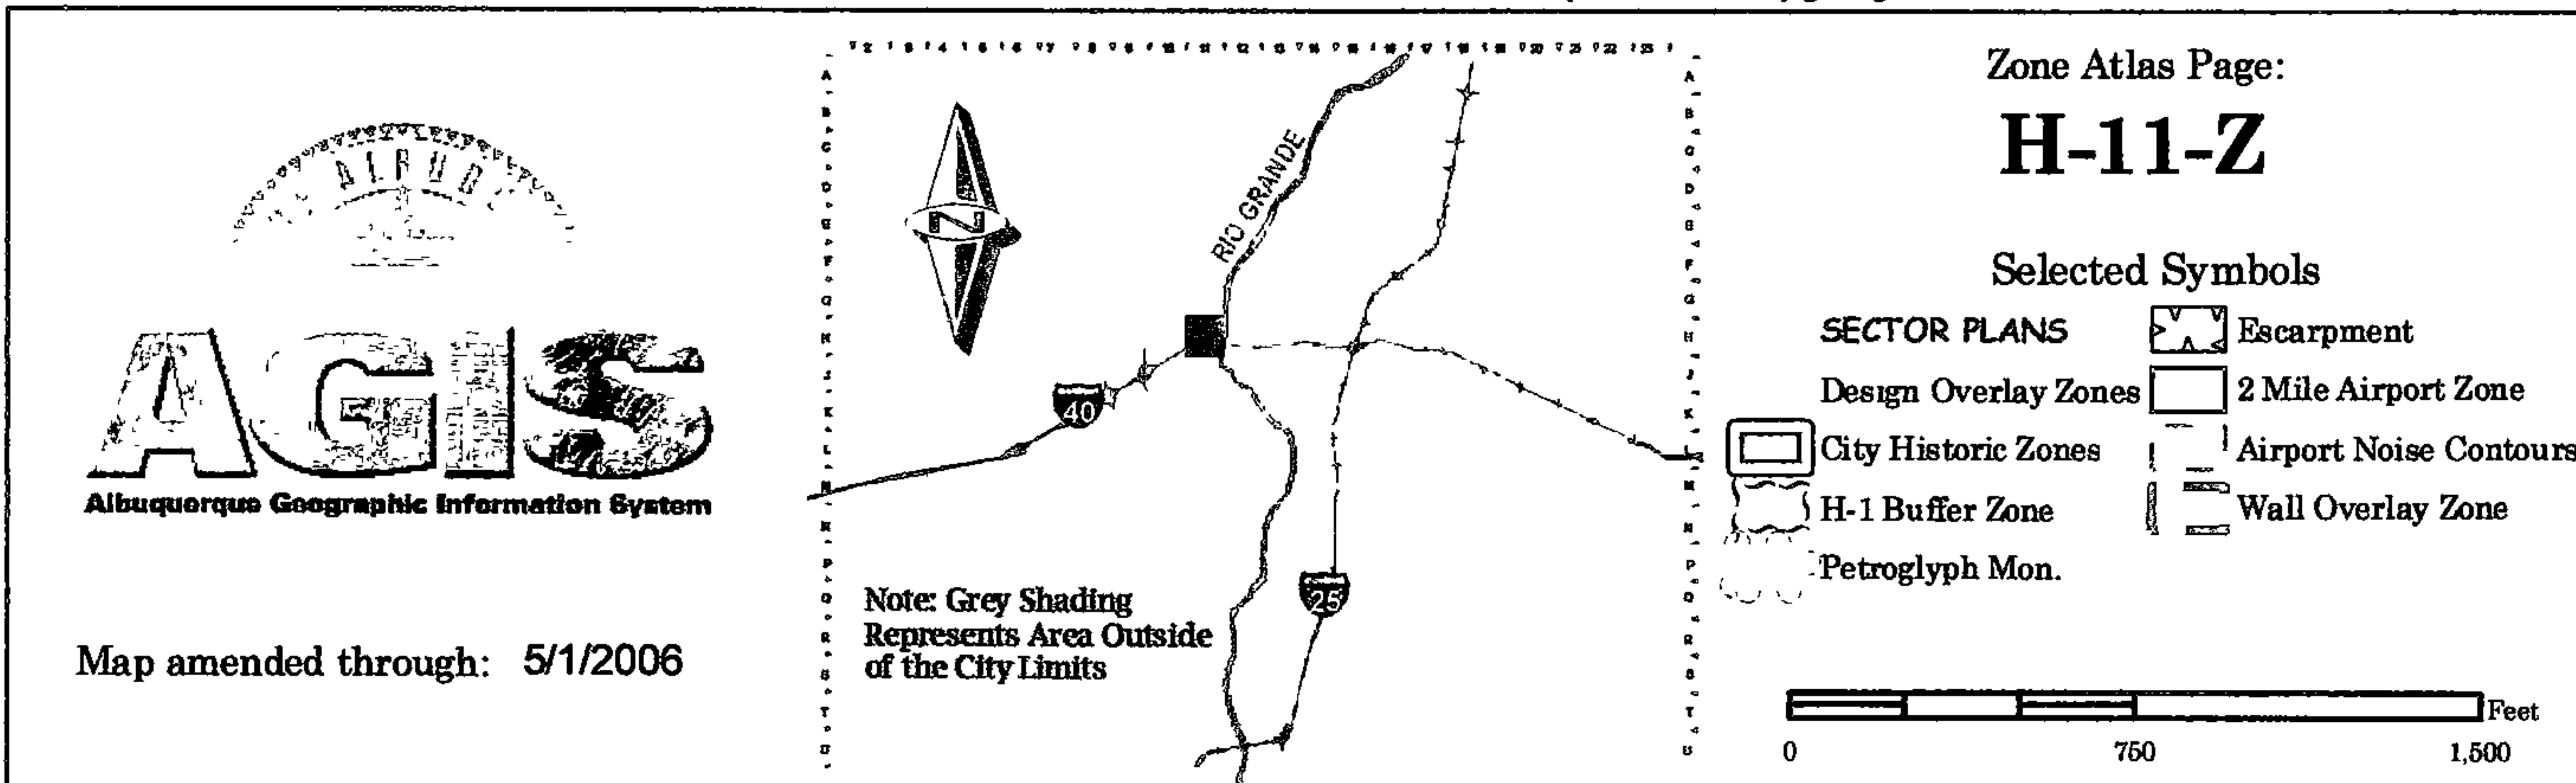 ALBUQ
AGIS
Albuquerque Geographic Information System
Map amended through: 5/1/2006
N
RIO GRANDE
40
25
Note: Grey Shading
Represents Area Outside
of the City Limits
Zone Atlas Page:
H-11-Z
Selected Symbols
SECTOR PLANS
Escarpment
Design Overlay Zones
2 Mile Airport Zone
City Historic Zones
Airport Noise Contours
H-1 Buffer Zone
Wall Overlay Zone
Petroglyph Mon.
Feet
0 750 1,500